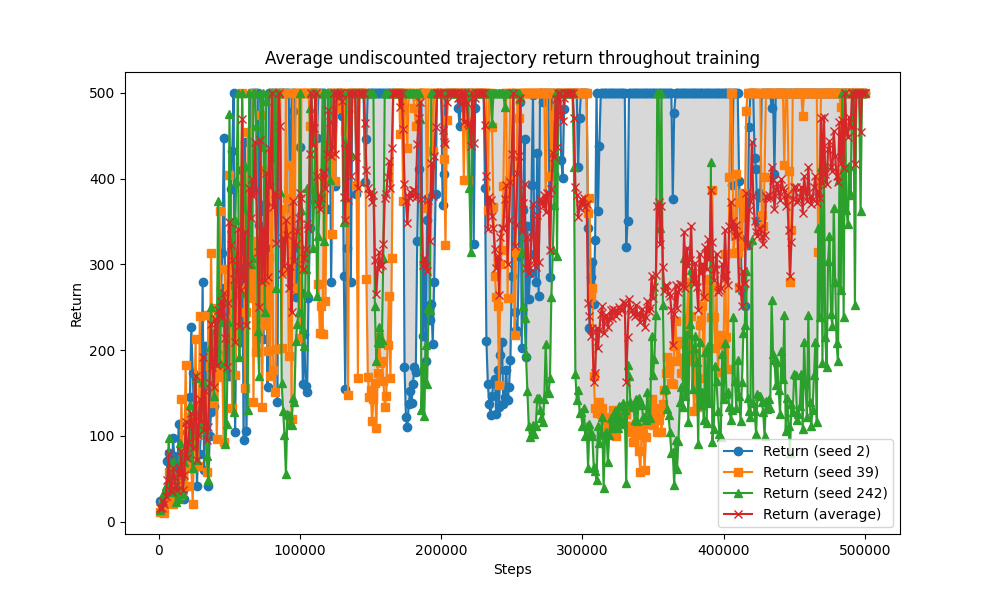 Average undiscounted trajectory return throughout training
Return
500
400
300
200
100
0
Return (seed 2)
Return (seed 39)
Return (seed 242)
Return (average)
0 100000 200000 300000 400000 500000
Steps